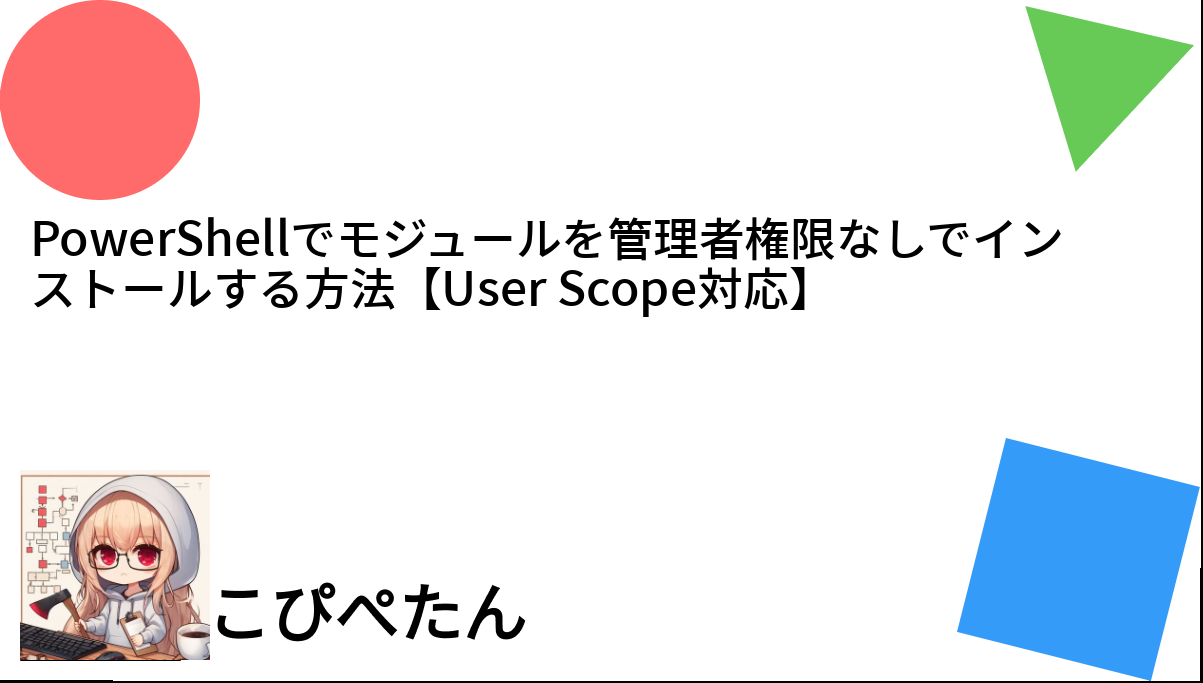 PowerShellでモジュールを管理者権限なしでイン
ストールする方法【User Scope対応】
こぴぺたん